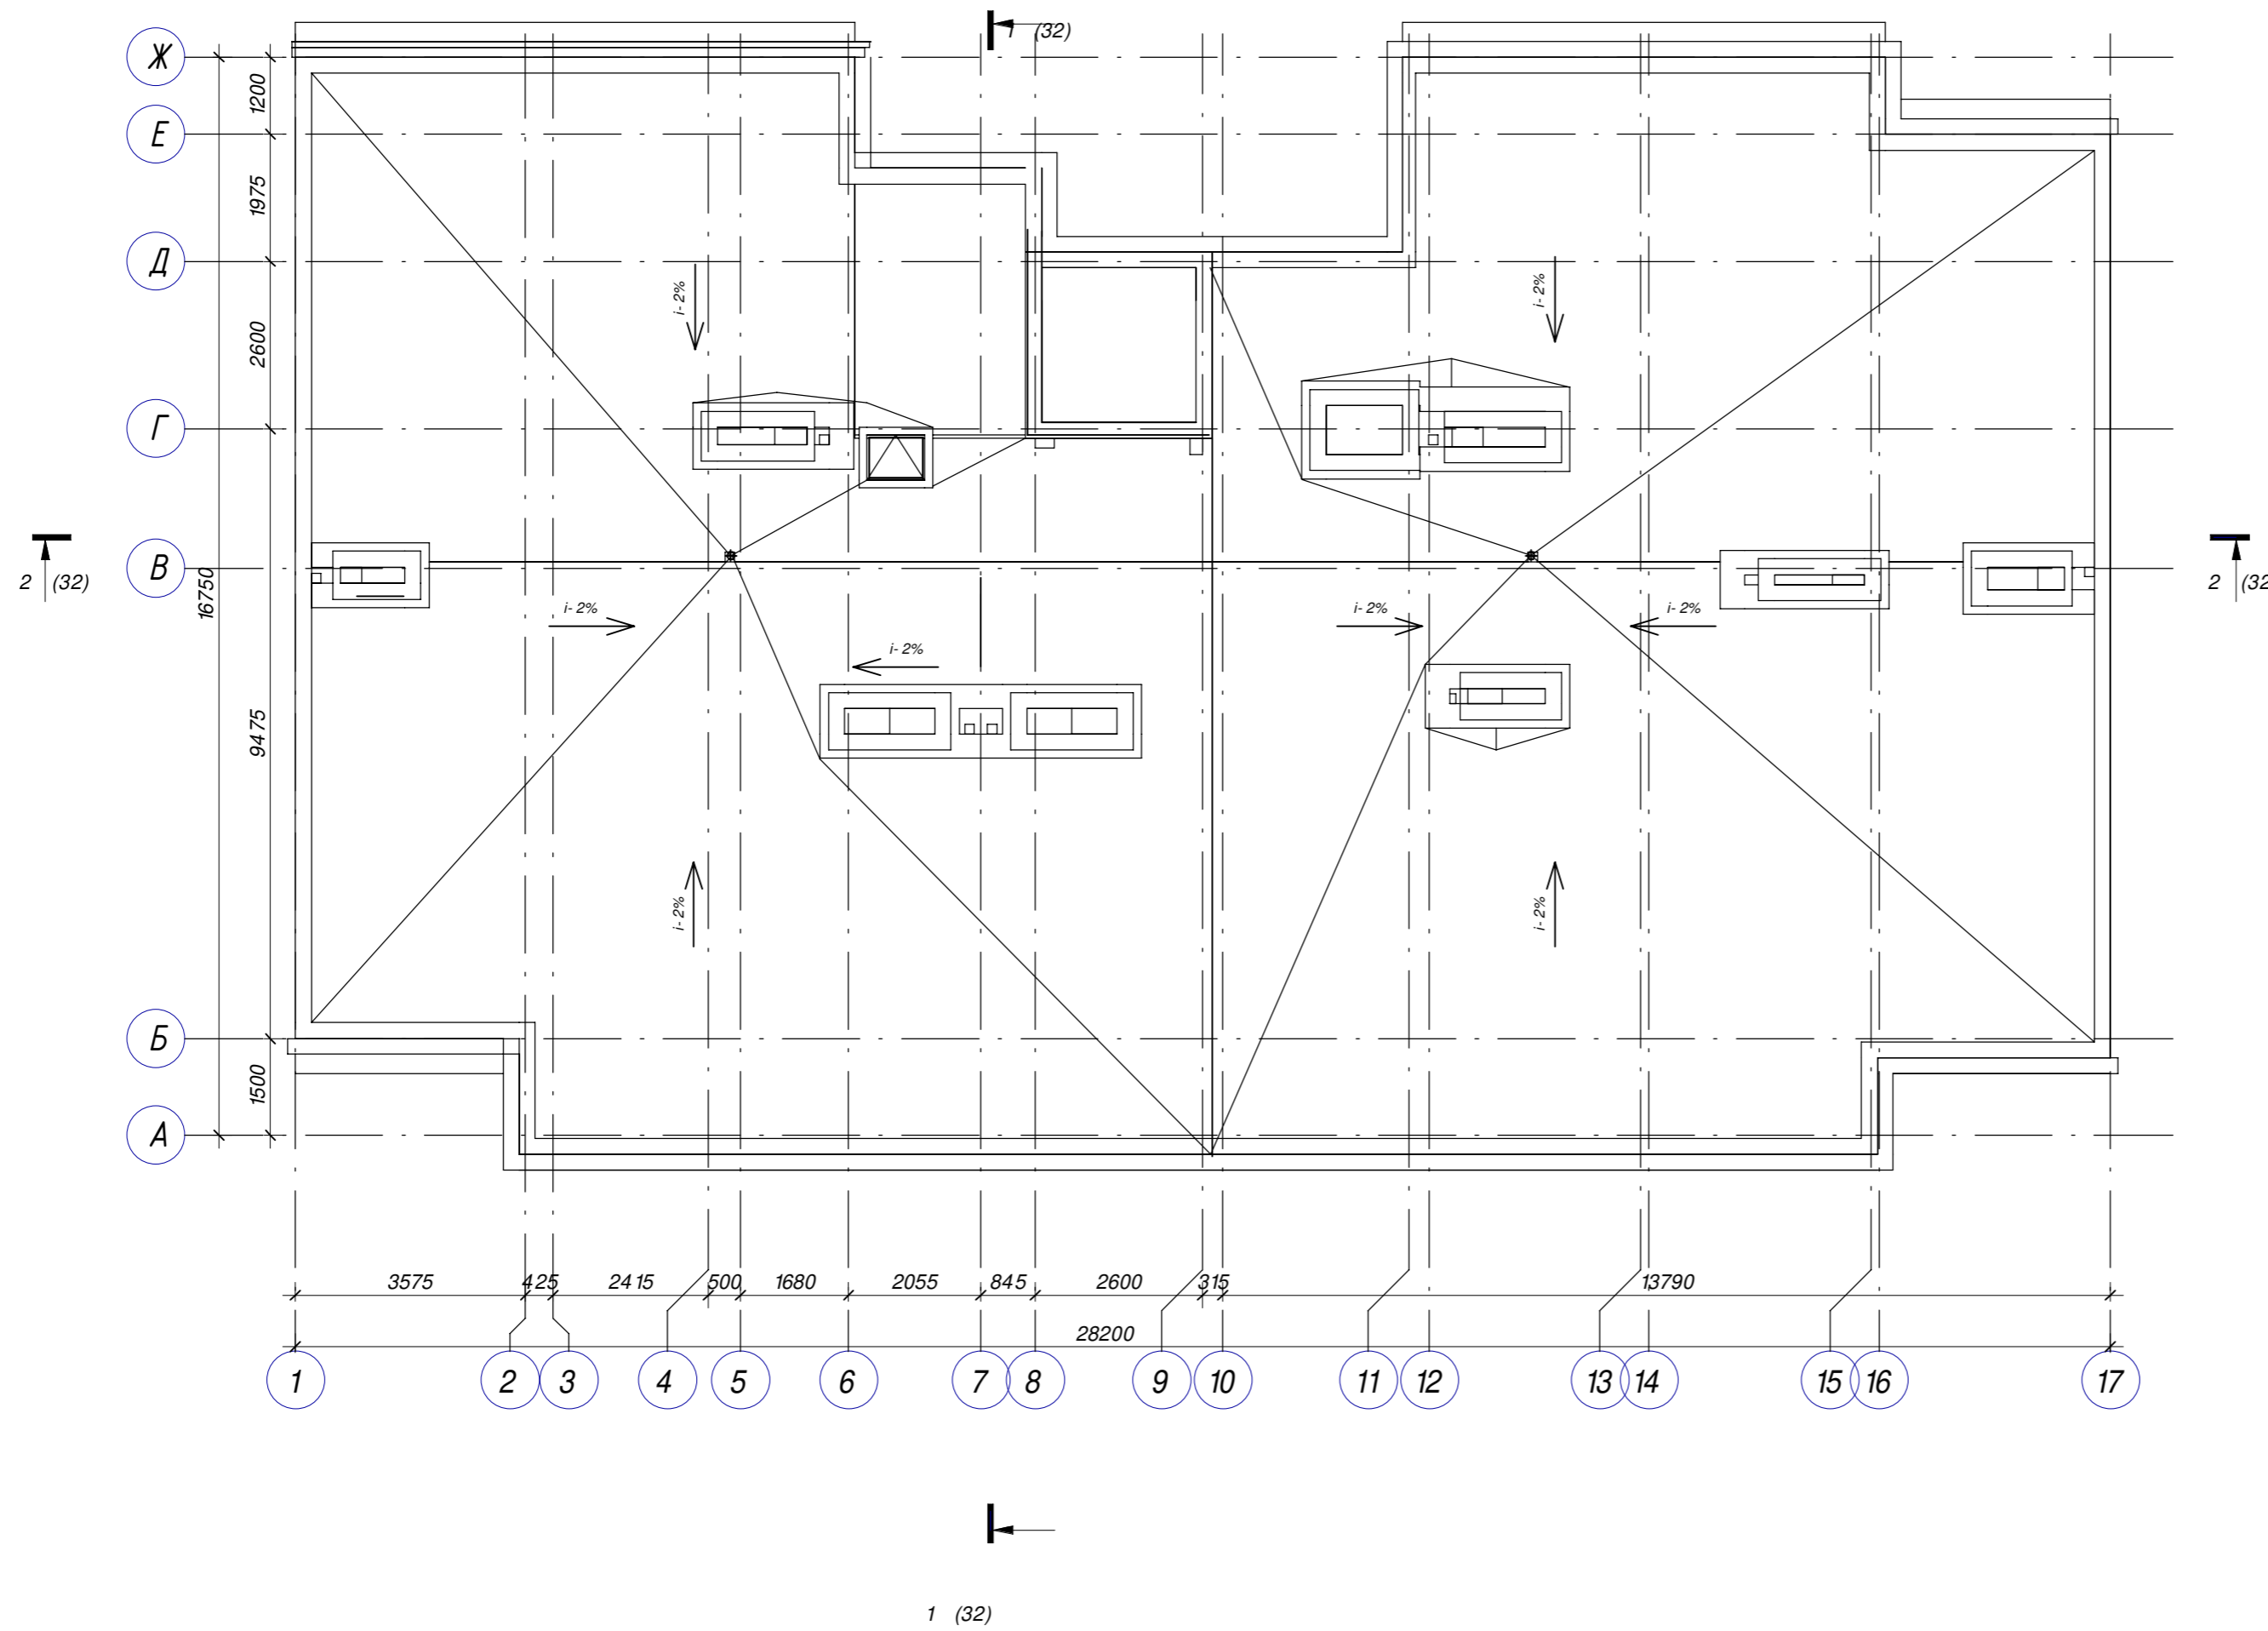 1 (32)
Ж
1200
Е
1975
Д
i-2%
i-2%
2600
Г
В
2 (32)
2 (32
16750
i-2%
i-2%
i-2%
i-2%
9475
i-2%
i-2%
Б
1500
А
3575 425 2415 500 1680 2055 845 2600 315 13790
28200
1 2 3 4 5 6 7 8 9 10 11 12 13 14 15 16 17
1 (32)